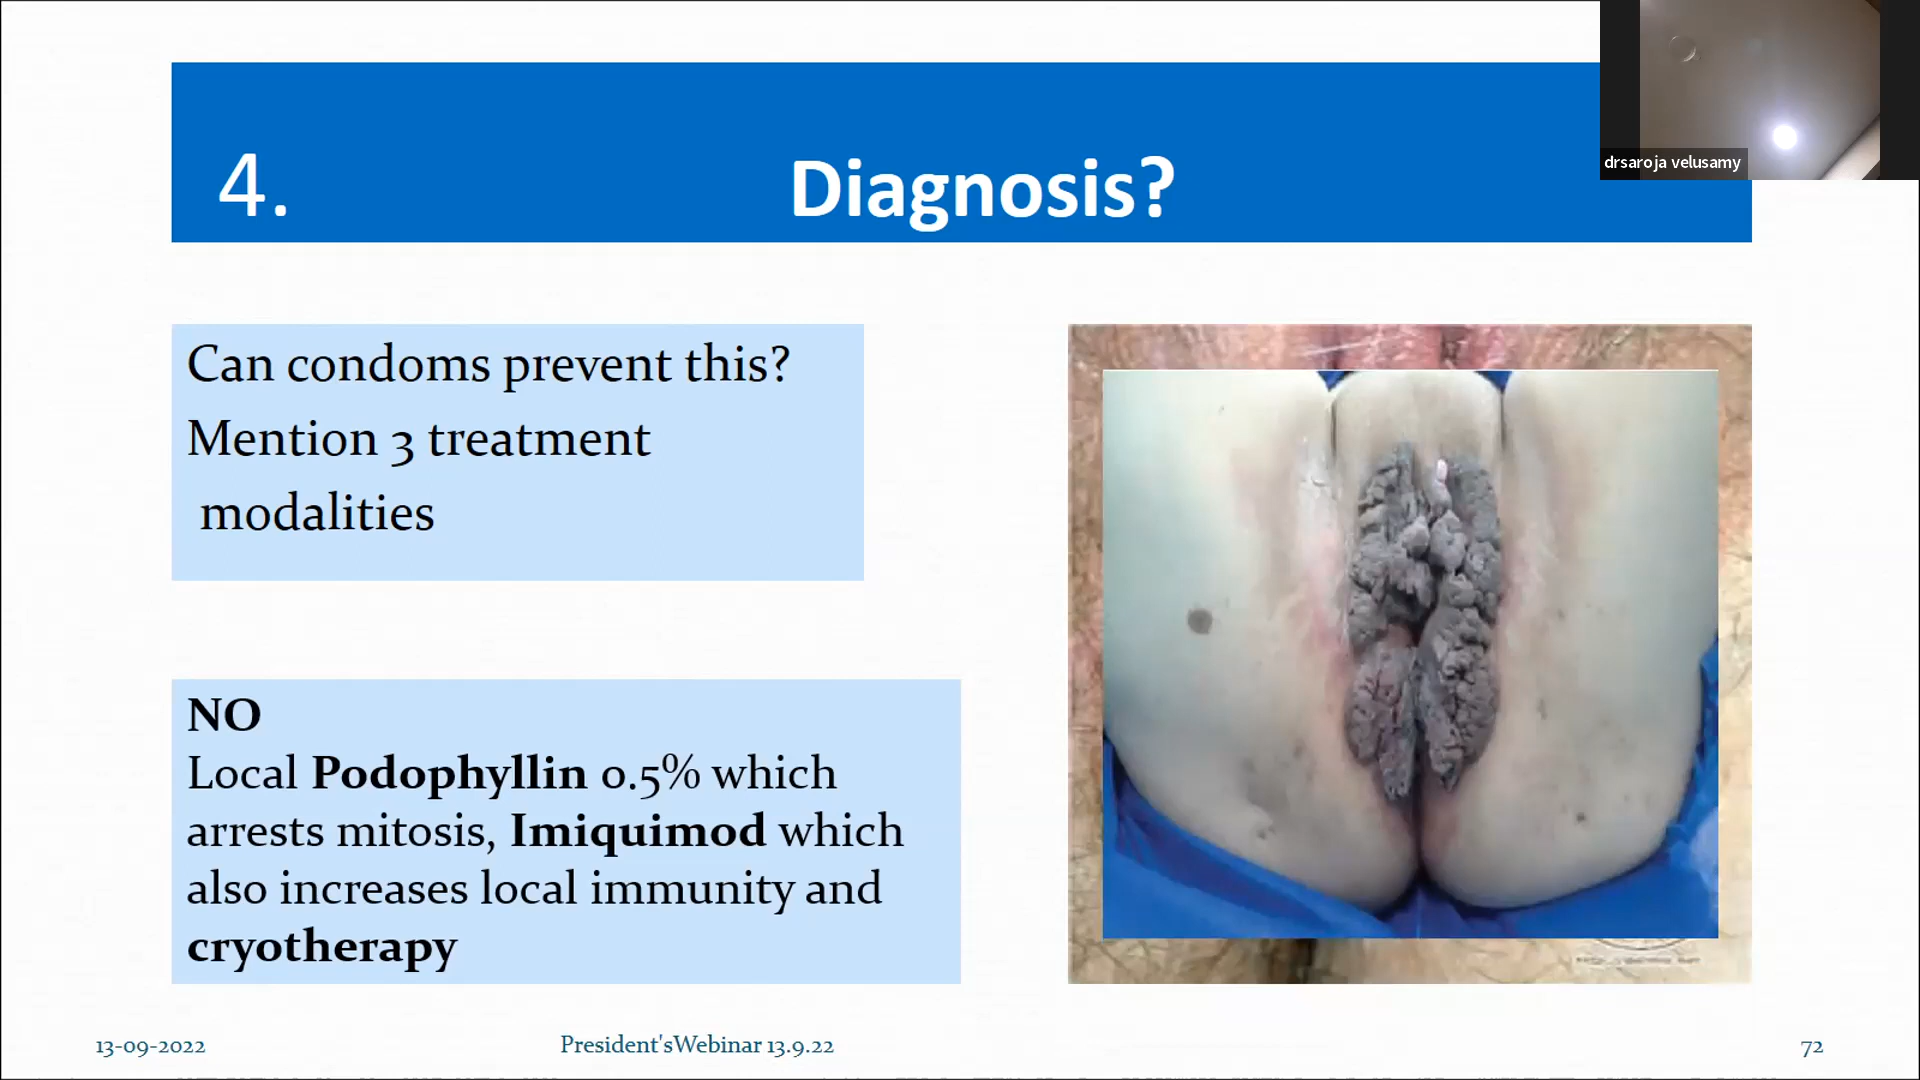 drsaroja velusamy
4. Diagnosis?
Can condoms prevent this?
Mention 3 treatment
modalities
NO
Local Podophyllin 0.5% which
arrests mitosis, Imiquimod which
also increases local immunity and
cryotherapy
13-09-2022 President'sWebinar 13.9.22 72